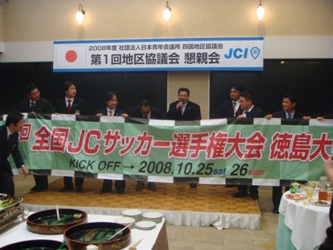 2008年度 社団法人日本青年会議所 四国地区協議会
第1回地区協議会 懇親会 JCI
回 全国JCサッカー選手権大会 徳島大
KICK OFF→2008.10.25sat 26sun